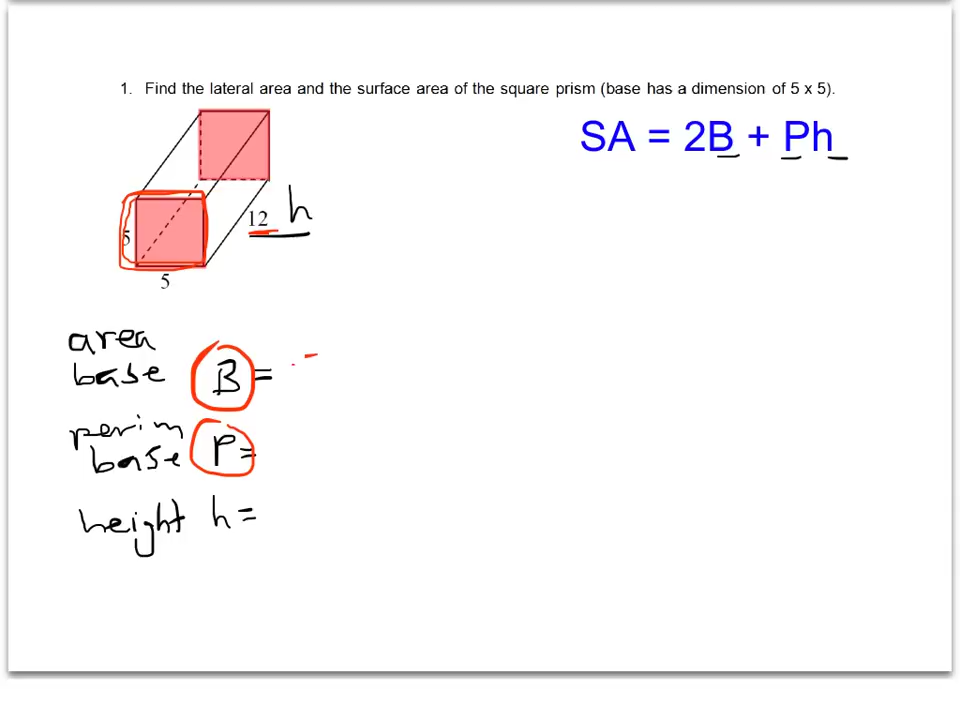 1. Find the lateral area and the surface area of the square prism (base has a dimension of 5 x 5).
SA = 2B + Ph
12 h
5
5
area
base B =
perim
base P =
height h =